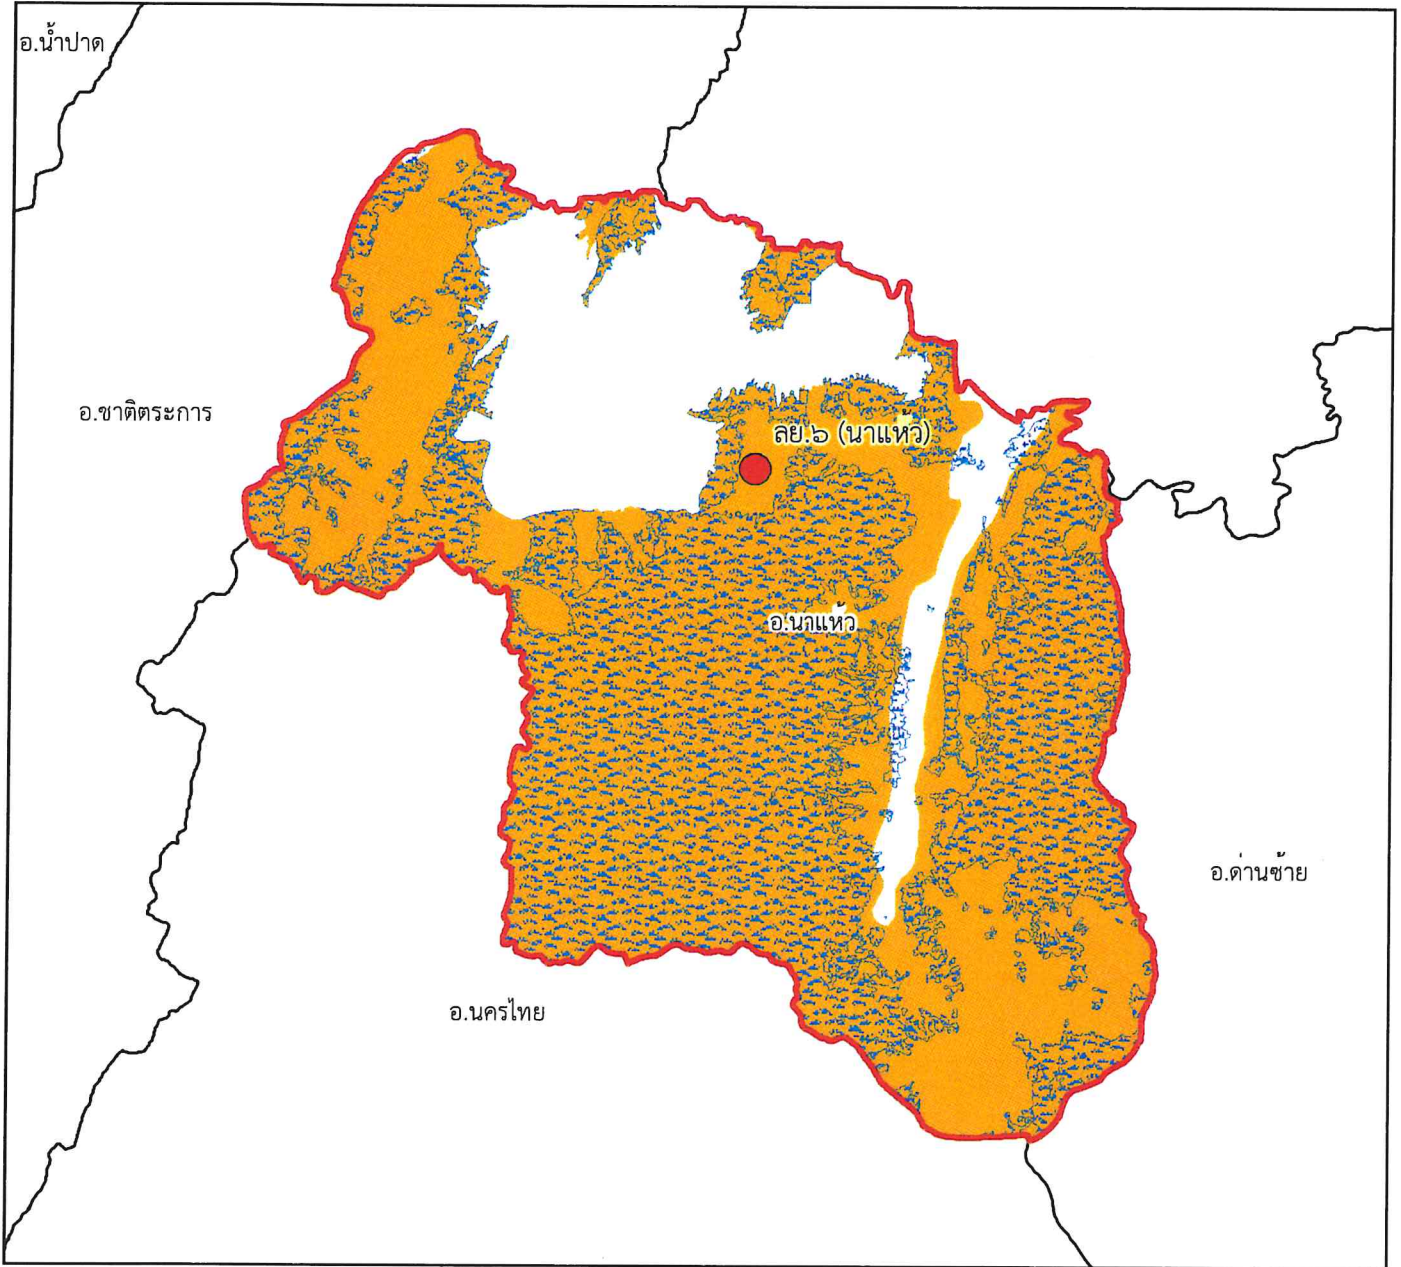 อ.น้ำปาด
อ.ชาติตระการ
ลย.๖ (นาแห้ว)
อ.นาแห้ว
อ.ด่านซ้าย
อ.นครไทย